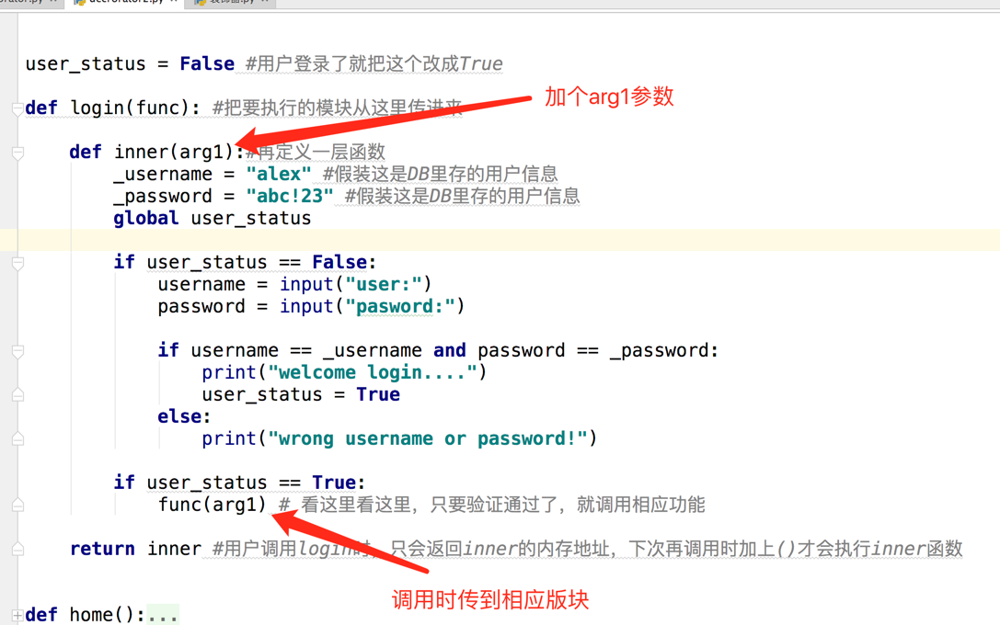 user_status = False #用户登录了就把这个改成True
def login(func): #把要执行的模块从这里传进来
加个arg1参数
def inner(arg1):#再定义一层函数
_username = "alex" #假装这是DB里存的用户信息
_password = "abc!23" #假装这是DB里存的用户信息
global user_status
if user_status == False:
username = input("user:")
password = input("pasword:")
if username == _username and password == _password:
print("welcome login....")
user_status = True
else:
print("wrong username or password!")
if user_status == True:
func(arg1) # 看这里看这里，只要验证通过了，就调用相应功能
return inner #用户调用login时，只会返回inner的内存地址，下次再调用时加上()才会执行inner函数
调用时传到相应版块
def home():...